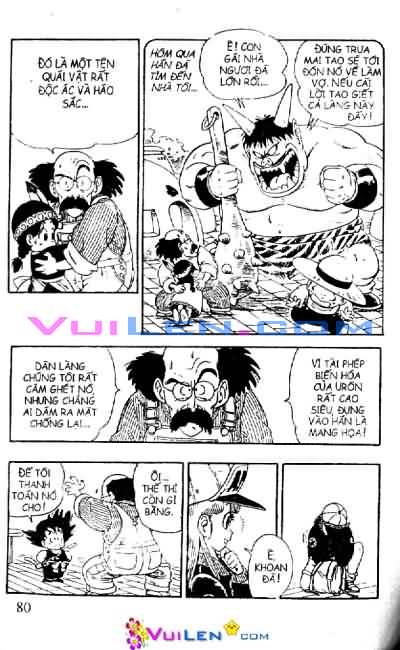 ĐÓ LÀ MỘT TÊN
QUÁI VẬT RẤT
ĐỘC ÁC VÀ HÁO
SẮC...
HÔM QUA
HẮN ĐÃ
TÌM ĐẾN
NHÀ TÔI...
Ê! CON
GÁI NHÀ
NGƯƠI ĐÃ
LỚN RỒI...
ĐÚNG TRƯA
MAI TAO SẼ TỚI
ĐÓN NÓ VỀ LÀM
VỢ. NẾU CÃI
LỜI TAO GIẾT
CẢ LÀNG NÀY
ĐẤY!
VuiLen.com
DÂN LÀNG
CHÚNG TÔI RẤT
CĂM GHÉT NÓ,
NHƯNG CHẲNG
AI DÁM RA MẶT
CHỐNG LẠI...
VÌ TÀI PHÉP
BIẾN HÓA
CỦA URÔN
RẤT CAO
SIÊU, ĐỤNG
VÀO HẮN LÀ
MANG HỌA!
ĐỂ TÔI
THANH
TOÁN NÓ
CHO!
ÔI...
THẾ THÌ
CÒN GÌ
BẰNG.
Ê,
KHOAN
ĐÃ!
80
VuiLen.com